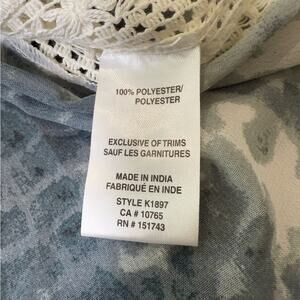 100% POLYESTER/
POLYESTER
EXCLUSIVE OF TRIMS
SAUF LES GARNITURES
MADE IN INDIA
FABRIQUÉ EN INDE
STYLE K1897
CA # 10765
RN # 151743